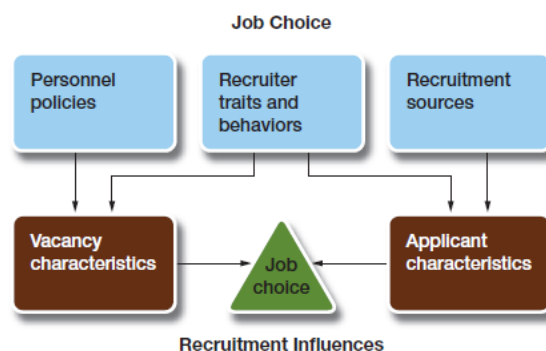 Job Choice
Personnel
policies
Recruiter
traits and
behaviors
Recruitment
sources
Vacancy
characteristics
Job
choice
Applicant
characteristics
Recruitment Influences